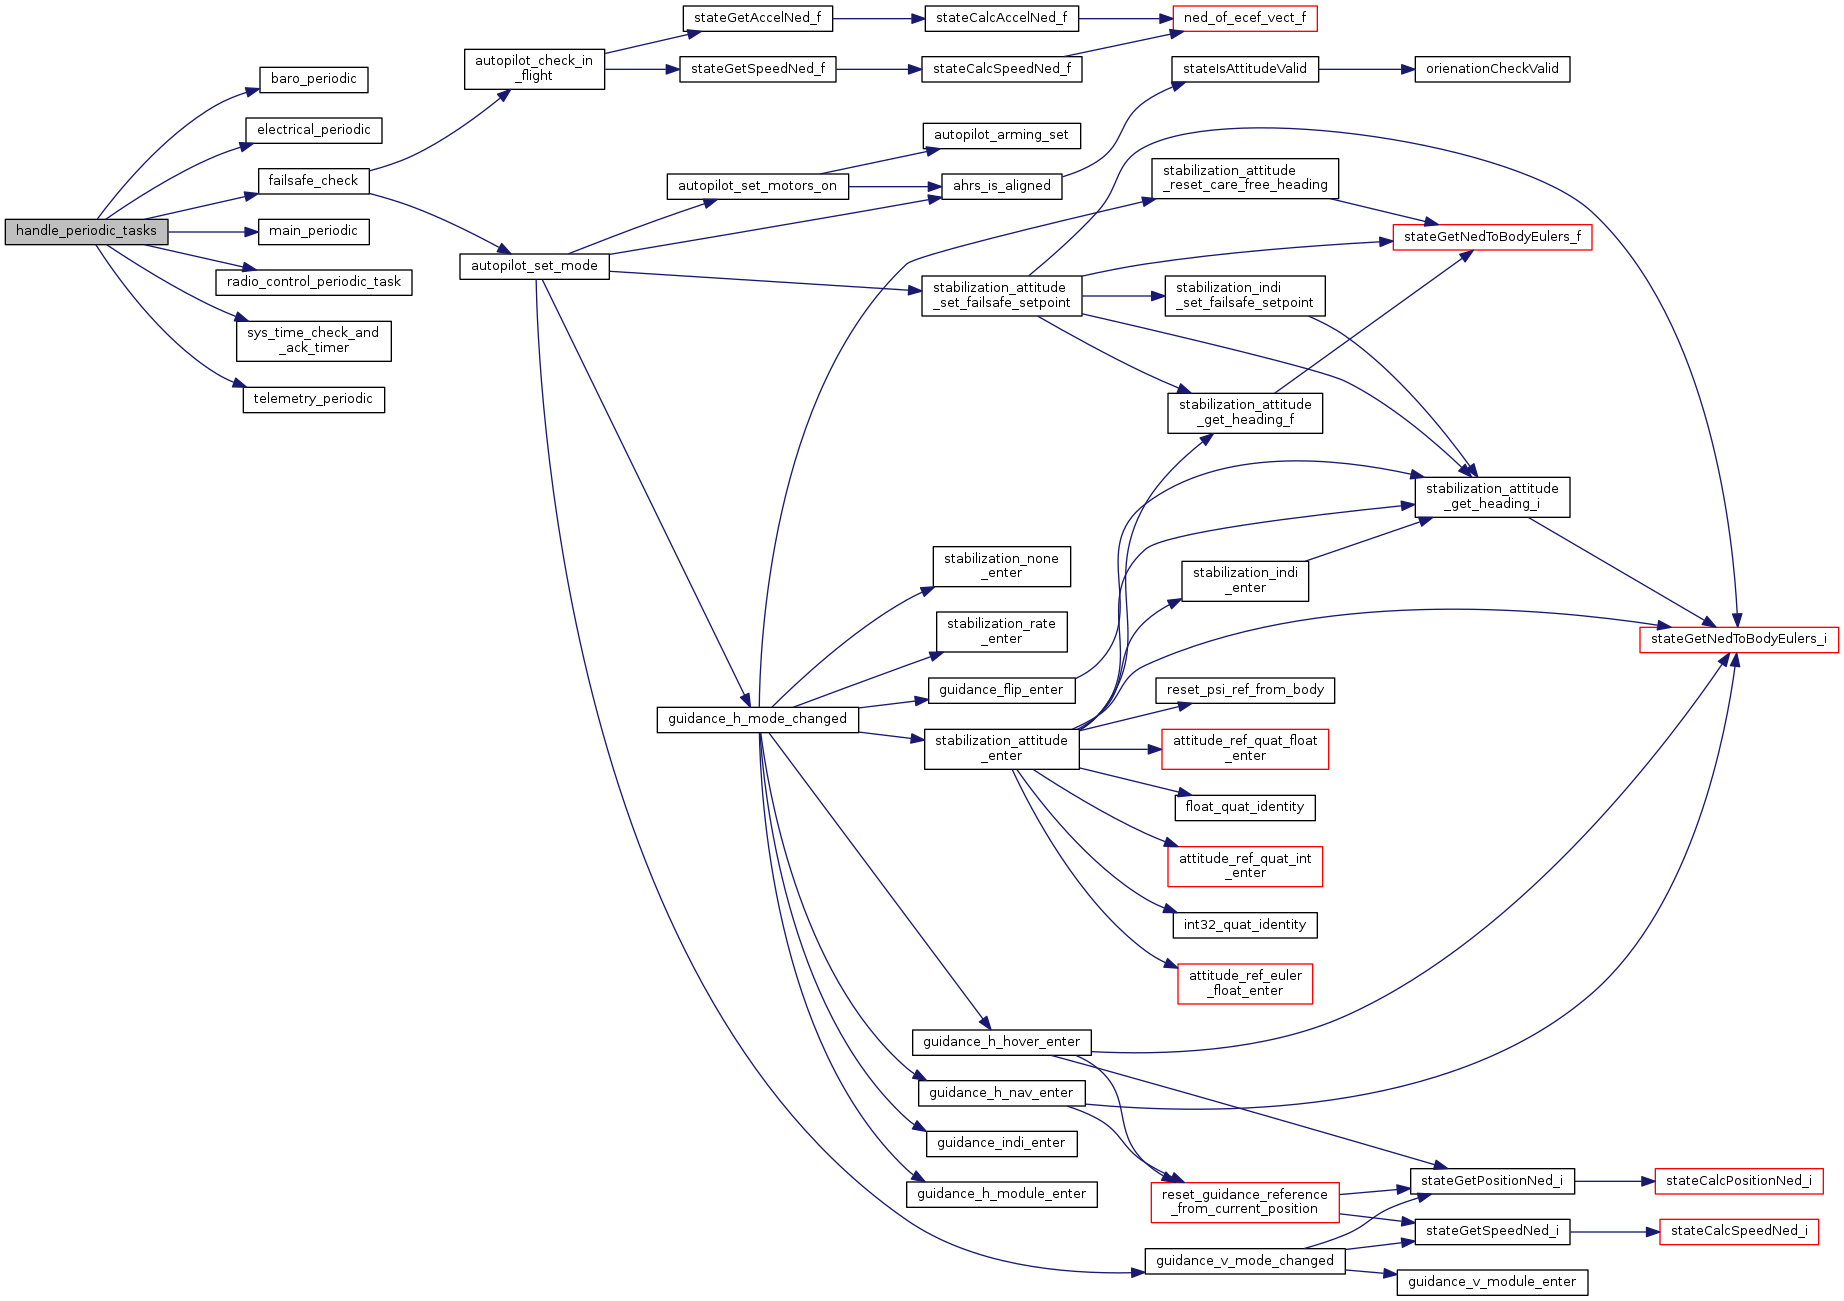 handle_periodic_tasks
baro_periodic
electrical_periodic
failsafe_check
main_periodic
radio_control_periodic_task
sys_time_check_and
_ack_timer
telemetry_periodic
autopilot_check_in
_flight
autopilot_set_mode
stateGetAccelNed_f
stateGetSpeedNed_f
autopilot_set_motors_on
guidance_h_mode_changed
stateCalcAccelNed_f
stateCalcSpeedNed_f
autopilot_arming_set
ahrs_is_aligned
stabilization_attitude
_set_failsafe_setpoint
stabilization_none
_enter
stabilization_rate
_enter
guidance_flip_enter
stabilization_attitude
_enter
guidance_h_hover_enter
guidance_h_nav_enter
guidance_indi_enter
guidance_h_module_enter
ned_of_ecef_vect_f
stateIsAttitudeValid
stabilization_attitude
_reset_care_free_heading
stabilization_indi
_set_failsafe_setpoint
stabilization_attitude
_get_heading_f
stabilization_indi
_enter
reset_psi_ref_from_body
attitude_ref_quat_float
_enter
float_quat_identity
attitude_ref_quat_int
_enter
int32_quat_identity
attitude_ref_euler
_float_enter
reset_guidance_reference
_from_current_position
guidance_v_mode_changed
orienationCheckValid
stateGetNedToBodyEulers_f
stabilization_attitude
_get_heading_i
stateGetPositionNed_i
stateGetSpeedNed_i
guidance_v_module_enter
stateGetNedToBodyEulers_i
stateCalcPositionNed_i
stateCalcSpeedNed_i